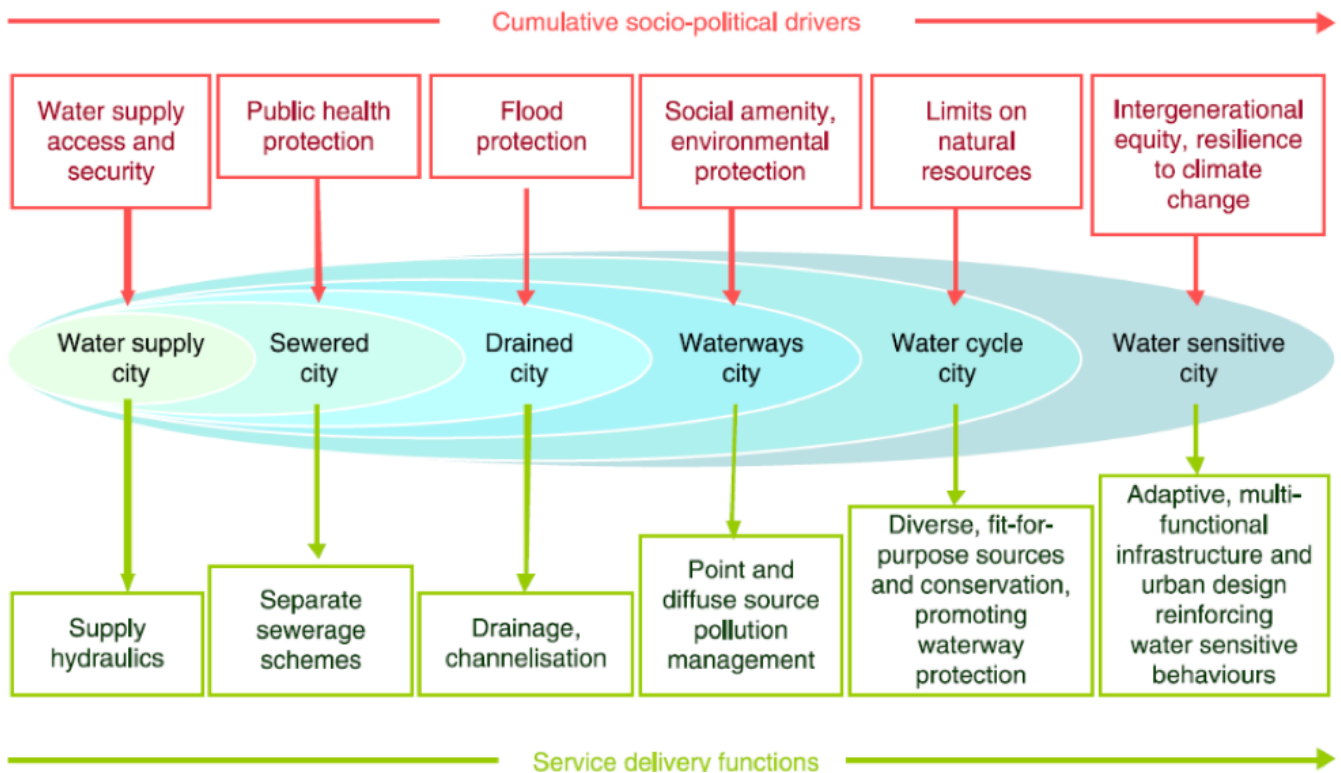 Cumulative socio-political drivers
Water supply
access and
security
Public health
protection
Flood
protection
Social amenity,
environmental
protection
Limits on
natural
resources
Intergenerational
equity, resilience
to climate
change
Water supply
city
Sewered
city
Drained
city
Waterways
city
Water cycle
city
Water sensitive
city
Supply
hydraulics
Separate
sewerage
schemes
Drainage,
channelisation
Point and
diffuse source
pollution
management
Diverse, fit-for-
purpose sources
and conservation,
promoting
waterway
protection
Adaptive, multi-
functional
infrastructure and
urban design
reinforcing
water sensitive
behaviours
Service delivery functions